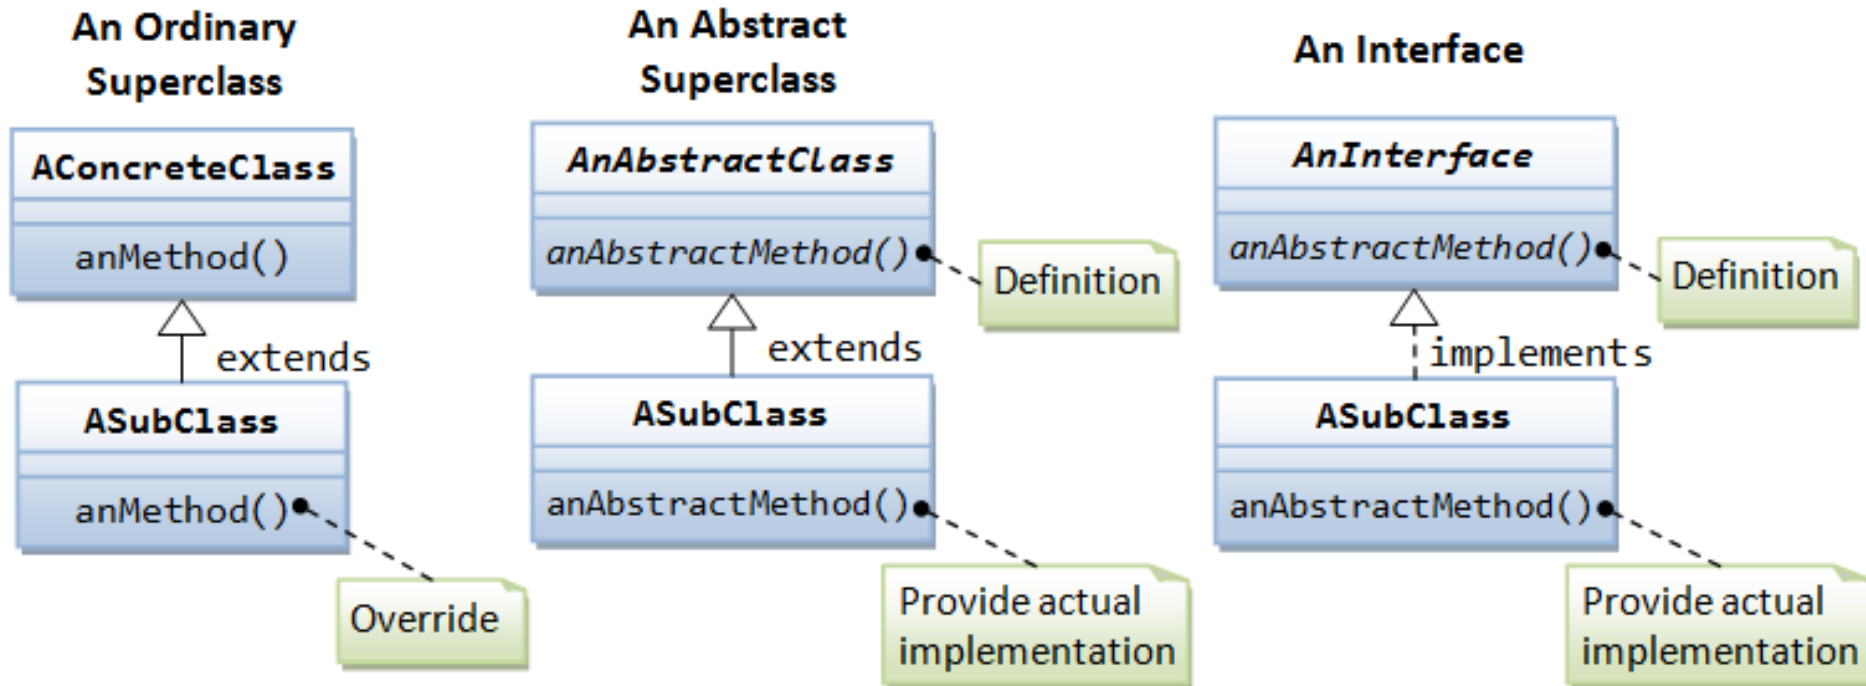 An Ordinary
Superclass
AConcreteClass
anMethod()
extends
ASubClass
anMethod()
Override
An Abstract
Superclass
AnAbstractClass
anAbstractMethod()
Definition
extends
ASubClass
anAbstractMethod()
Provide actual
implementation
An Interface
AnInterface
anAbstractMethod()
Definition
implements
ASubClass
anAbstractMethod()
Provide actual
implementation